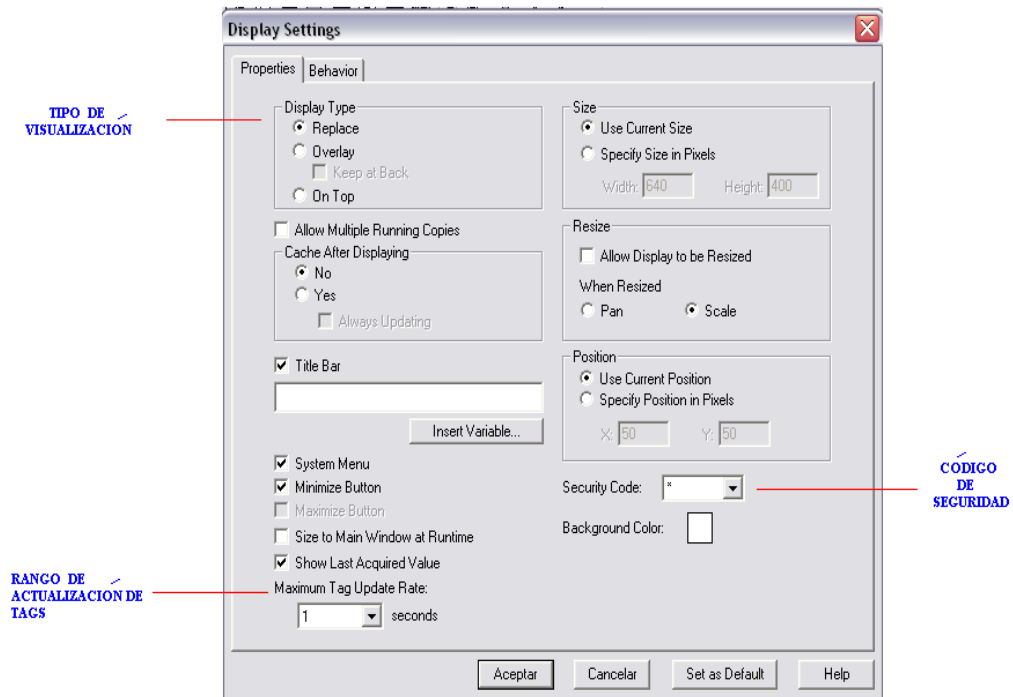 Display Settings
Properties
Behavior
TIPO DE
VISUALIZACIÓN
Display Type
Replace
Overlay
Keep at Back
On Top
Allow Multiple Running Copies
Cache After Displaying
No
Yes
Always Updating
Title Bar
Insert Variable...
System Menu
Minimize Button
Maximize Button
Size to Main Window at Runtime
Show Last Acquired Value
RANGO DE
ACTUALIZACIÓN DE
TAGS
Maximum Tag Update Rate:
1 seconds
Size
Use Current Size
Specify Size in Pixels
Width: 640 Height: 400
Resize
Allow Display to be Resized
When Resized
Pan Scale
Position
Use Current Position
Specify Position in Pixels
X: 50 Y: 50
Security Code: *
CÓDIGO
DE
SEGURIDAD
Background Color:
Aceptar Cancelar Set as Default Help